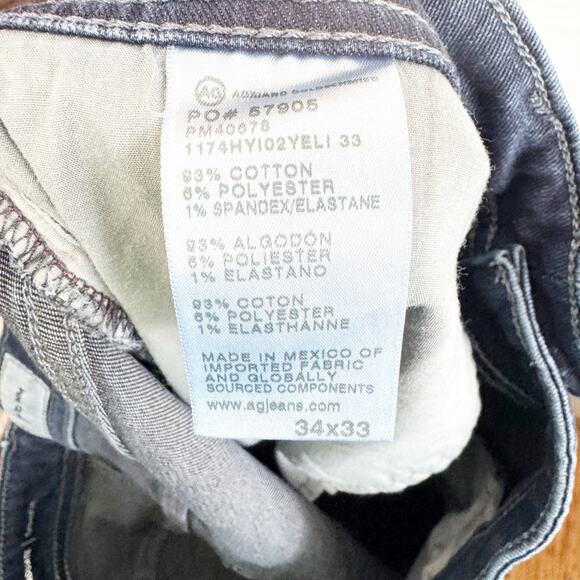 AG ADRIANO GOLDSCHMIED
PO# 57905
PM40678
1174HYI02YELI 33
93% COTTON
6% POLYESTER
1% SPANDEX/ELASTANE
93% ALGODÓN
6% POLIESTER
1% ELASTANO
93% COTON
6% POLYESTER
1% ELASTHANNE
MADE IN MEXICO OF
IMPORTED FABRIC
AND GLOBALLY
SOURCED COMPONENTS
www.agjeans.com
34x33